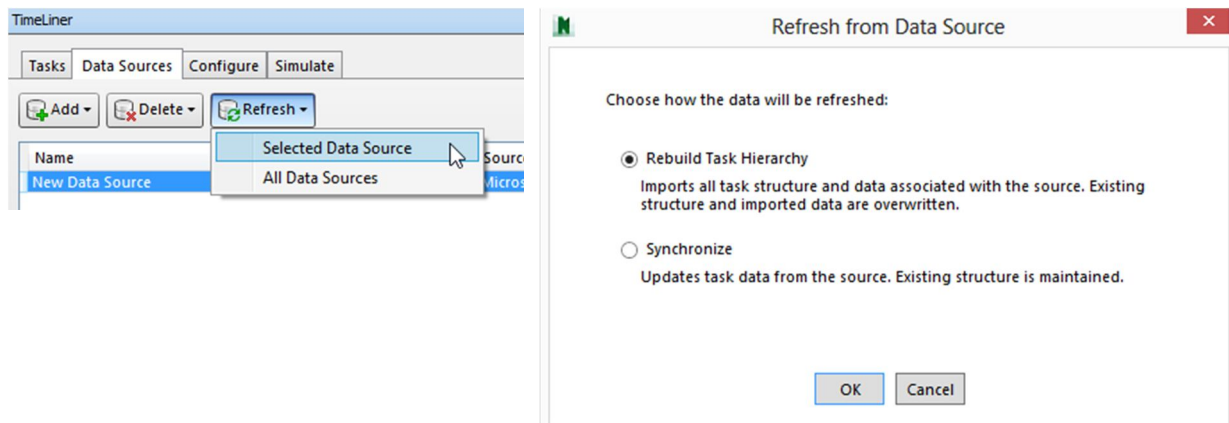 TimeLiner
Tasks Data Sources Configure Simulate
Add Delete Refresh
Selected Data Source
All Data Sources
Name
New Data Source
Refresh from Data Source
Choose how the data will be refreshed:
Rebuild Task Hierarchy
Imports all task structure and data associated with the source. Existing
structure and imported data are overwritten.
Synchronize
Updates task data from the source. Existing structure is maintained.
OK Cancel